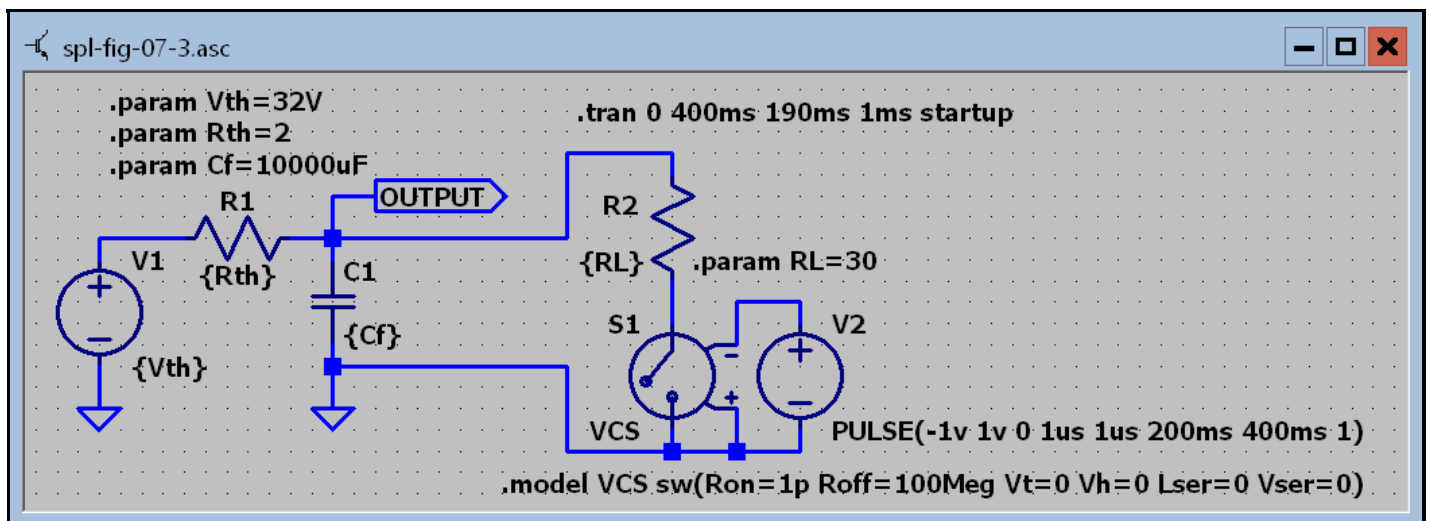 spl-fig-07-3.asc
.param Vth=32V
.param Rth=2
.param Cf=10000uF
.tran 0 400ms 190ms 1ms startup
OUTPUT
R1
R2
V1
{Rth}
C1
{RL}
.param RL=30
{Cf}
S1
V2
{Vth}
VCS
PULSE(-1v 1v 0 1us 1us 200ms 400ms 1)
.model VCS sw(Ron=1p Roff=100Meg Vt=0 Vh=0 Lser=0 Vser=0)